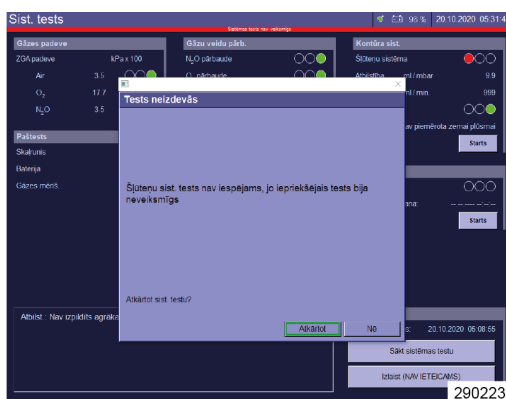 Sist. tests
96 %
20.10.2020 05:31:4
Sistēmas tests nav veiksmīgs
Gāzes padeve
Gāzu veidu pārb.
Kontūra sist.
ZGA padeve kPa x 100
N₂O pārbaude
Šļūteņu sistēma
Air 3.5
O₂ pārbaude
Atbilstība ml / mbar 9.9
O₂ 17.7
ml / min. 999
N₂O 3.5
av piemērota zemai plūsmai
Starts
Paštests
Skaļrunis
Baterija
Gāzes mērīš.
Starts
Tests neizdevās
Šļūteņu sist. tests nav iespējams, jo iepriekšējais tests bija
neveiksmīgs
Atkārtot sist. testu?
Atkārtot
Nē
Atbilst : Nav izpildīts agrāka
20.10.2020 05:08:55
Sākt sistēmas testu
Izlaist (NAV IETEICAMS)
290223